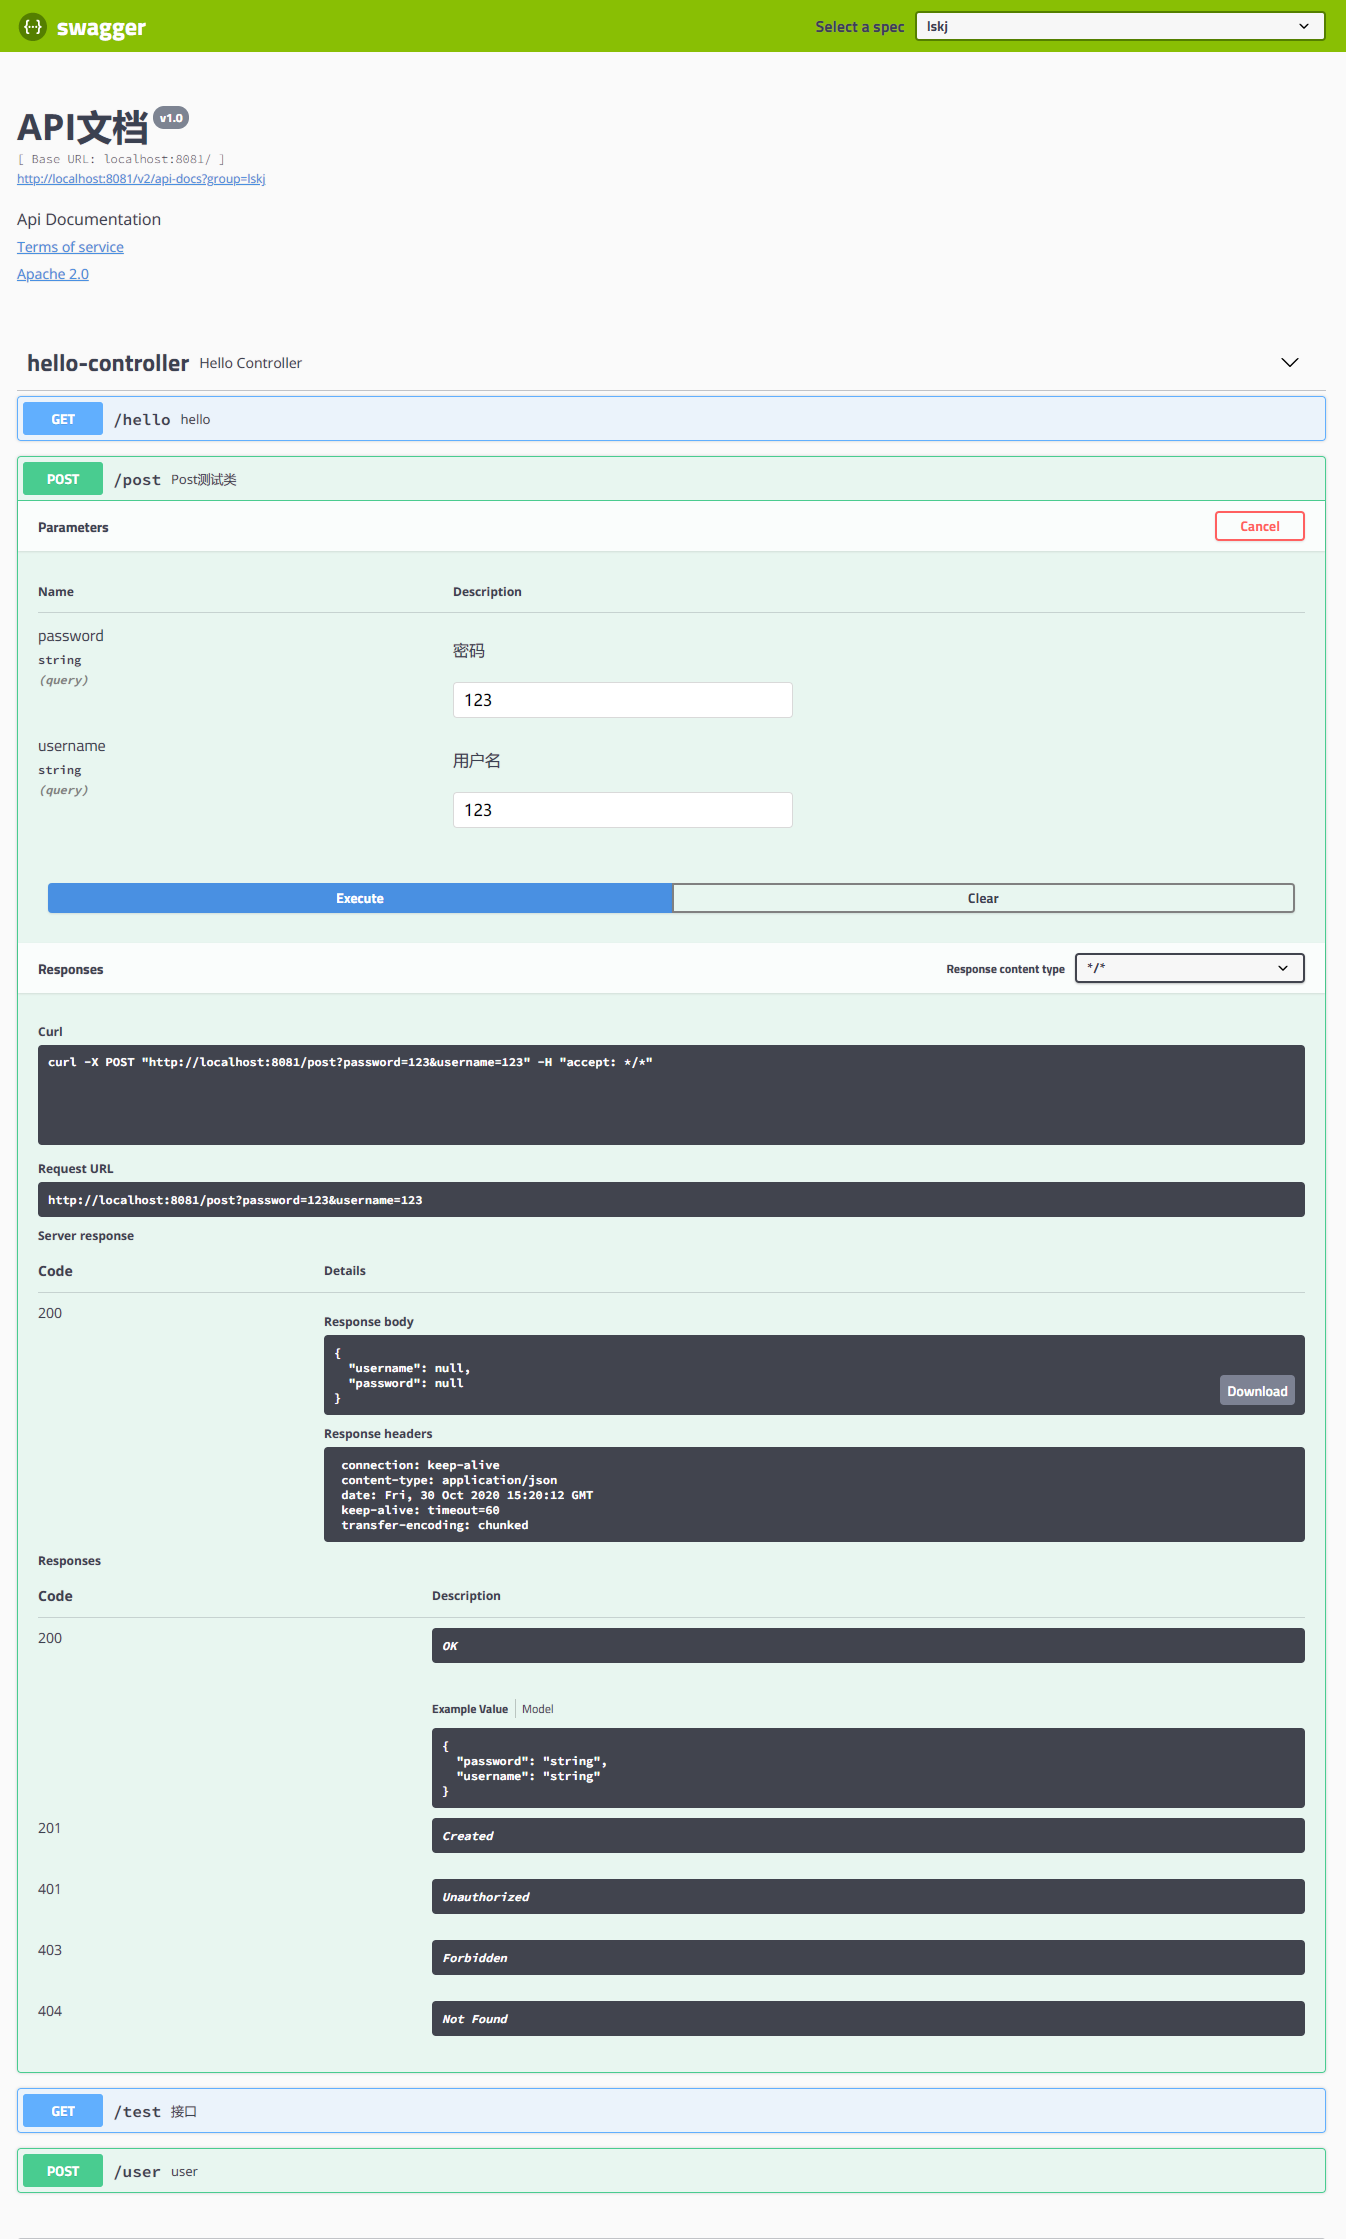 swagger
Select a spec
lskj
API文档 v1.0
[ Base URL: localhost:8081/ ]
http://localhost:8081/v2/api-docs?group=lskj
Api Documentation
Terms of service
Apache 2.0
hello-controller Hello Controller
GET /hello hello
POST /post Post测试类
Parameters
Cancel
Name Description
password
string
(query)
密码
123
username
string
(query)
用户名
123
Execute Clear
Responses
Response content type
*/*
Curl
curl -X POST "http://localhost:8081/post?password=123&username=123" -H "accept: */*"
Request URL
http://localhost:8081/post?password=123&username=123
Server response
Code Details
200
Response body
{
"username": null,
"password": null
}
Download
Response headers
connection: keep-alive
content-type: application/json
date: Fri, 30 Oct 2020 15:20:12 GMT
keep-alive: timeout=60
transfer-encoding: chunked
Responses
Code Description
200 OK
Example Value Model
{
"password": "string",
"username": "string"
}
201 Created
401 Unauthorized
403 Forbidden
404 Not Found
GET /test 接口
POST /user user